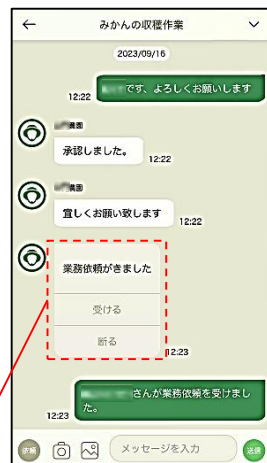 みかんの収穫作業
2023/09/16
です、よろしくお願いします
12:22
農園
承認しました。
12:22
農園
宜しくお願い致します
12:22
業務依頼がきました
受ける
断る
12:23
さんが業務依頼を受けまし
た。
12:23
依頼
メッセージを入力
送信